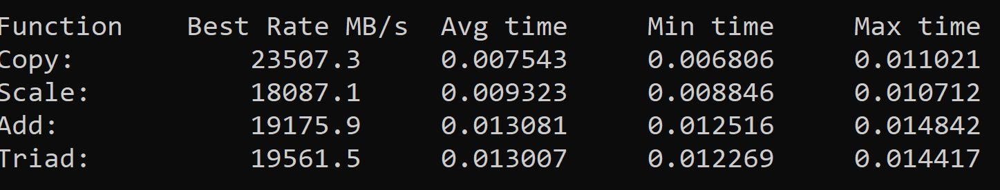 Function    Best Rate MB/s  Avg time     Min time     Max time
Copy:           23507.3     0.007543     0.006806     0.011021
Scale:          18087.1     0.009323     0.008846     0.010712
Add:            19175.9     0.013081     0.012516     0.014842
Triad:          19561.5     0.013007     0.012269     0.014417